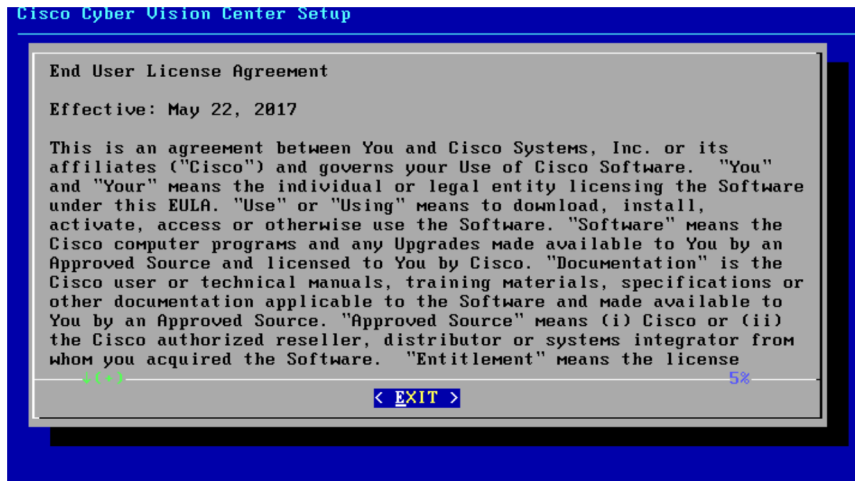 Cisco Cyber Vision Center Setup
End User License Agreement
Effective: May 22, 2017
This is an agreement between You and Cisco Systems, Inc. or its
affiliates ("Cisco") and governs your Use of Cisco Software.  "You"
and "Your" means the individual or legal entity licensing the Software
under this EULA. "Use" or "Using" means to download, install,
activate, access or otherwise use the Software. "Software" means the
Cisco computer programs and any Upgrades made available to You by an
Approved Source and licensed to You by Cisco. "Documentation" is the
Cisco user or technical manuals, training materials, specifications or
other documentation applicable to the Software and made available to
You by an Approved Source. "Approved Source" means (i) Cisco or (ii)
the Cisco authorized reseller, distributor or systems integrator from
whom you acquired the Software.  "Entitlement" means the license
↓(+) 5%
< EXIT >